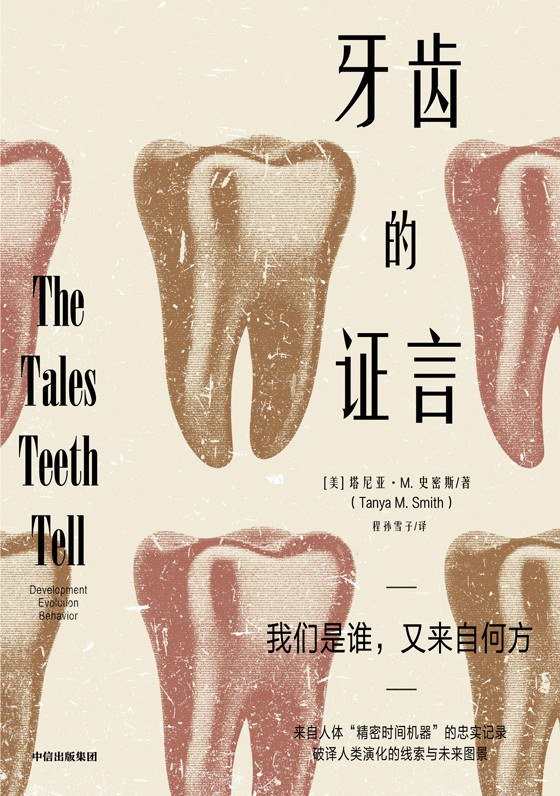 牙齿
的
证言
The
Tales
Teeth
Tell
Development
Evolution
Behavior
[美] 塔尼亚·M. 史密斯/著
( Tanya M. Smith )
程孙雪子/译
我们是谁，又来自何方
来自人体“精密时间机器”的忠实记录
破译人类演化的线索与未来图景
中信出版集团